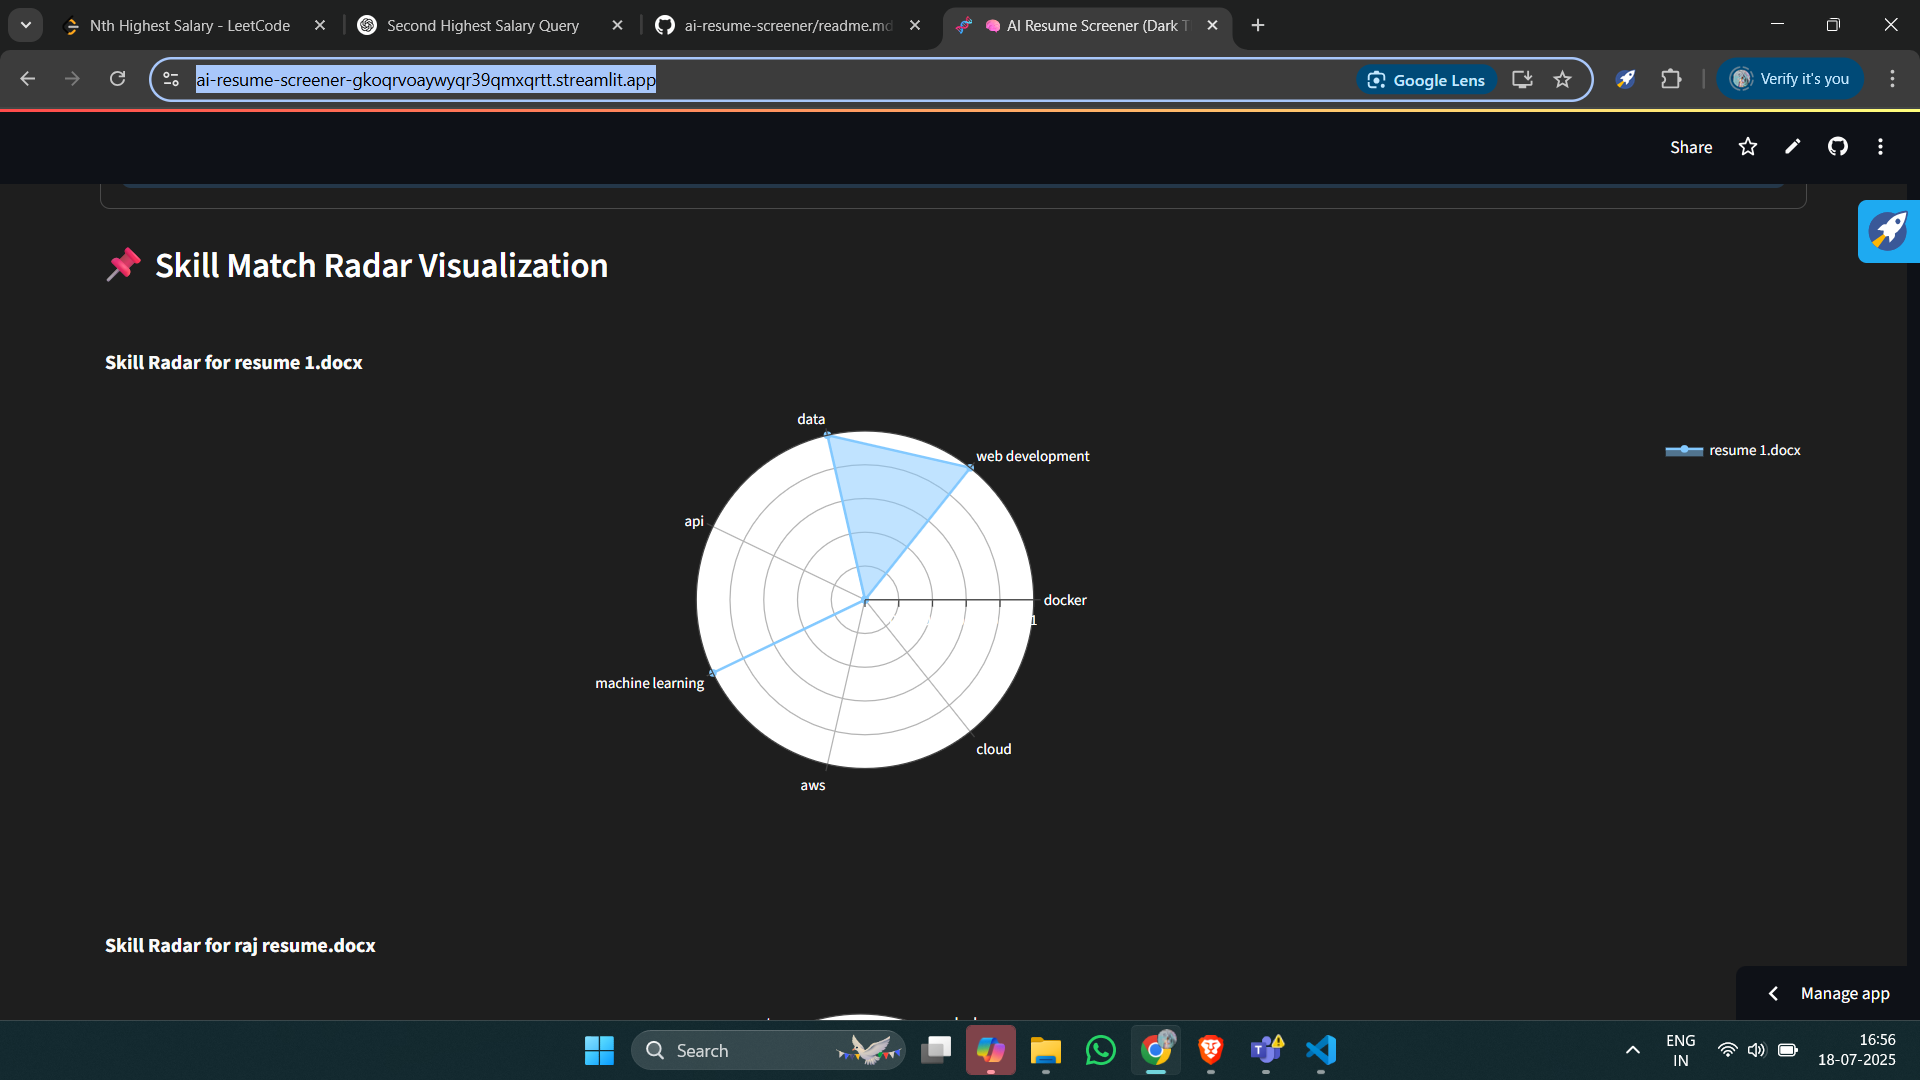 Nth Highest Salary - LeetCode
Second Highest Salary Query
ai-resume-screener/readme.md
AI Resume Screener (Dark T
ai-resume-screener-gkoqrvoaywyqr39qmxqrtt.streamlit.app
Google Lens
Verify it's you
Share
Skill Match Radar Visualization
Skill Radar for resume 1.docx
data
web development
resume 1.docx
api
docker
1
machine learning
cloud
aws
Skill Radar for raj resume.docx
Manage app
Search
ENG
IN
16:56
18-07-2025